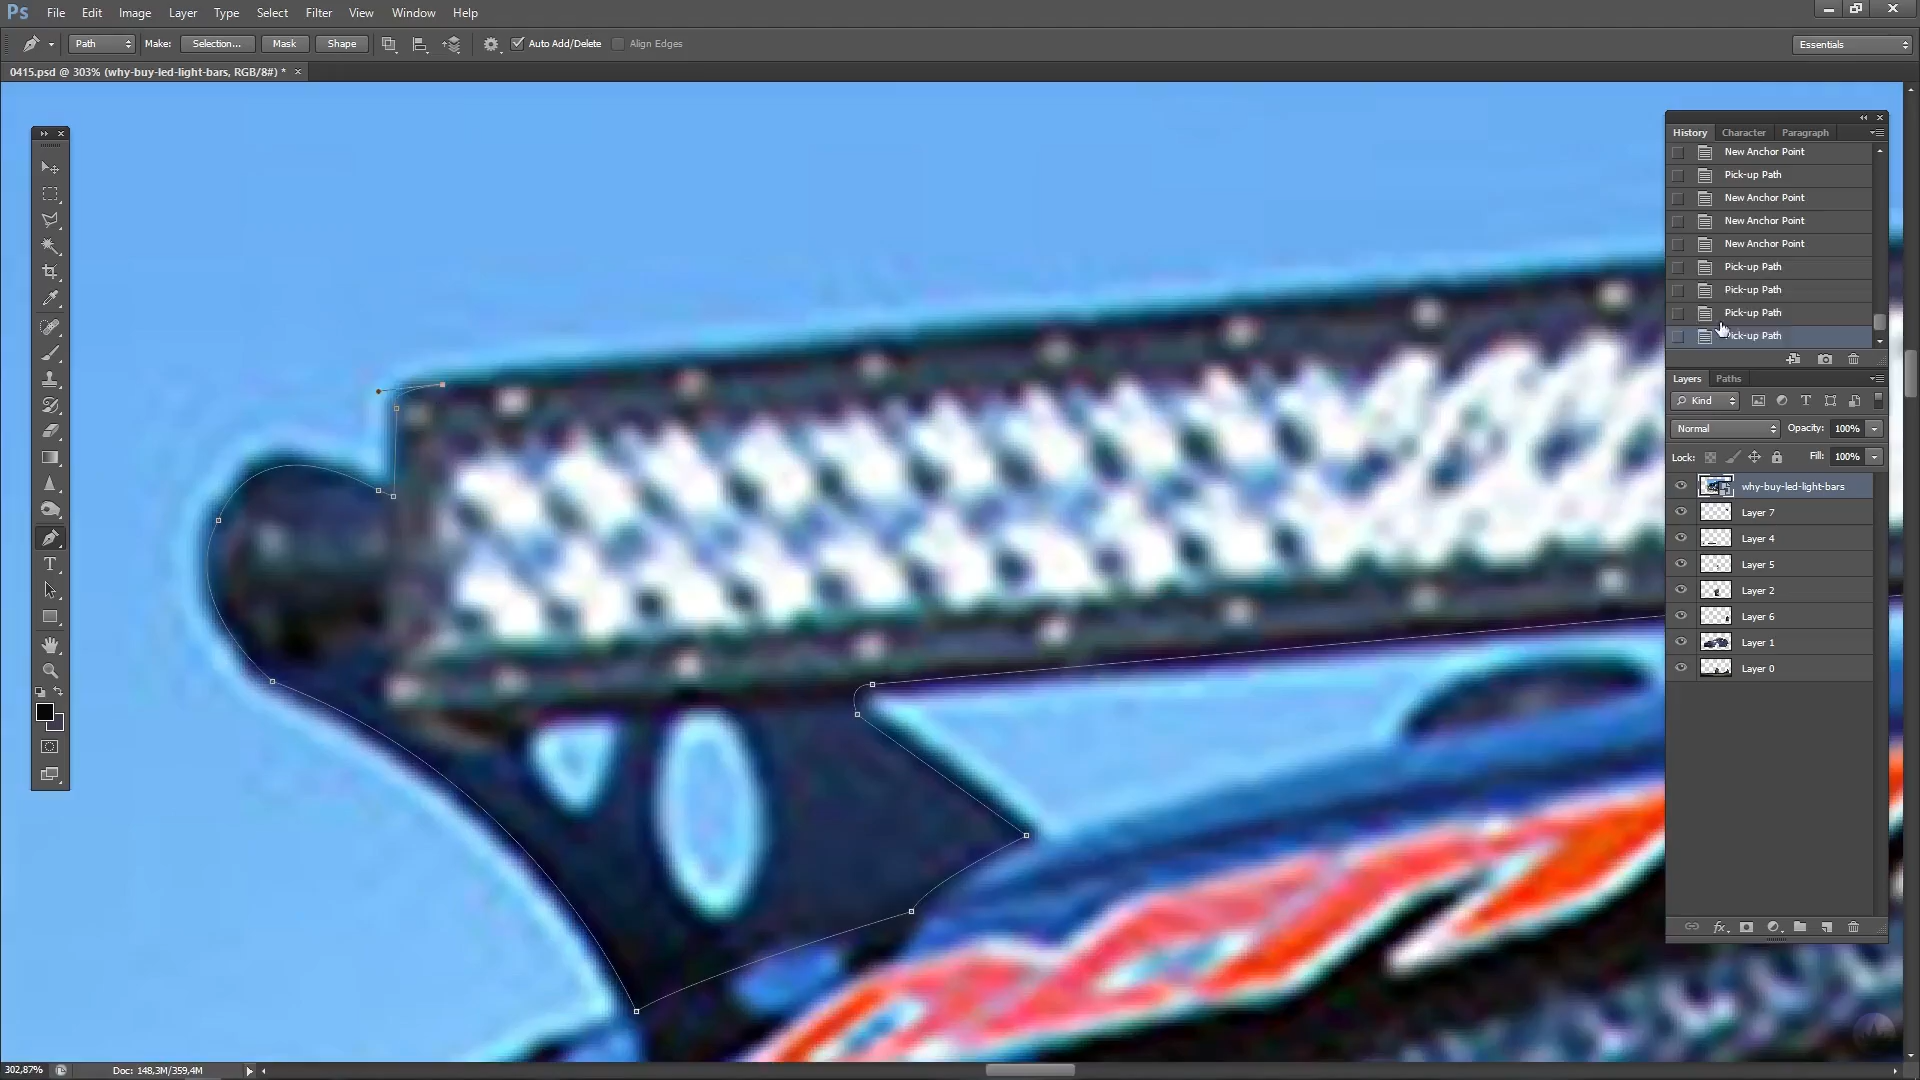 Ps File Edit Image Layer Type Select Filter View Window Help
Path Make: Selection... Mask Shape Auto Add/Delete Align Edges Essentials
0415.psd @ 303% (why-buy-led-light-bars, RGB/8#) * ×
History Character Paragraph
New Anchor Point
Pick-up Path
New Anchor Point
New Anchor Point
New Anchor Point
Pick-up Path
Pick-up Path
Pick-up Path
Pick-up Path
Layers Paths
Kind
Normal Opacity: 100%
Lock: Fill: 100%
why-buy-led-light-bars
Layer 7
Layer 4
Layer 5
Layer 2
Layer 6
Layer 1
Layer 0
fx
302,87% Doc: 148,3M/359,4M